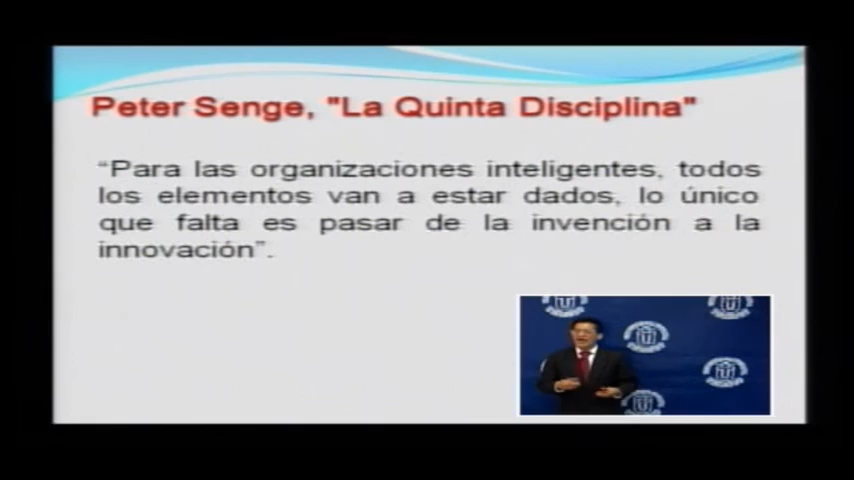 Peter Senge, "La Quinta Disciplina"
“Para las organizaciones inteligentes, todos
los elementos van a estar dados, lo único
que falta es pasar de la invención a la
innovación”.